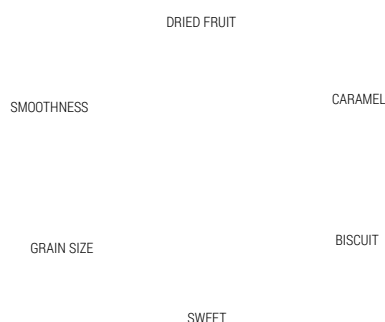 DRIED FRUIT
CARAMEL
SMOOTHNESS
BISCUIT
GRAIN SIZE
SWEET